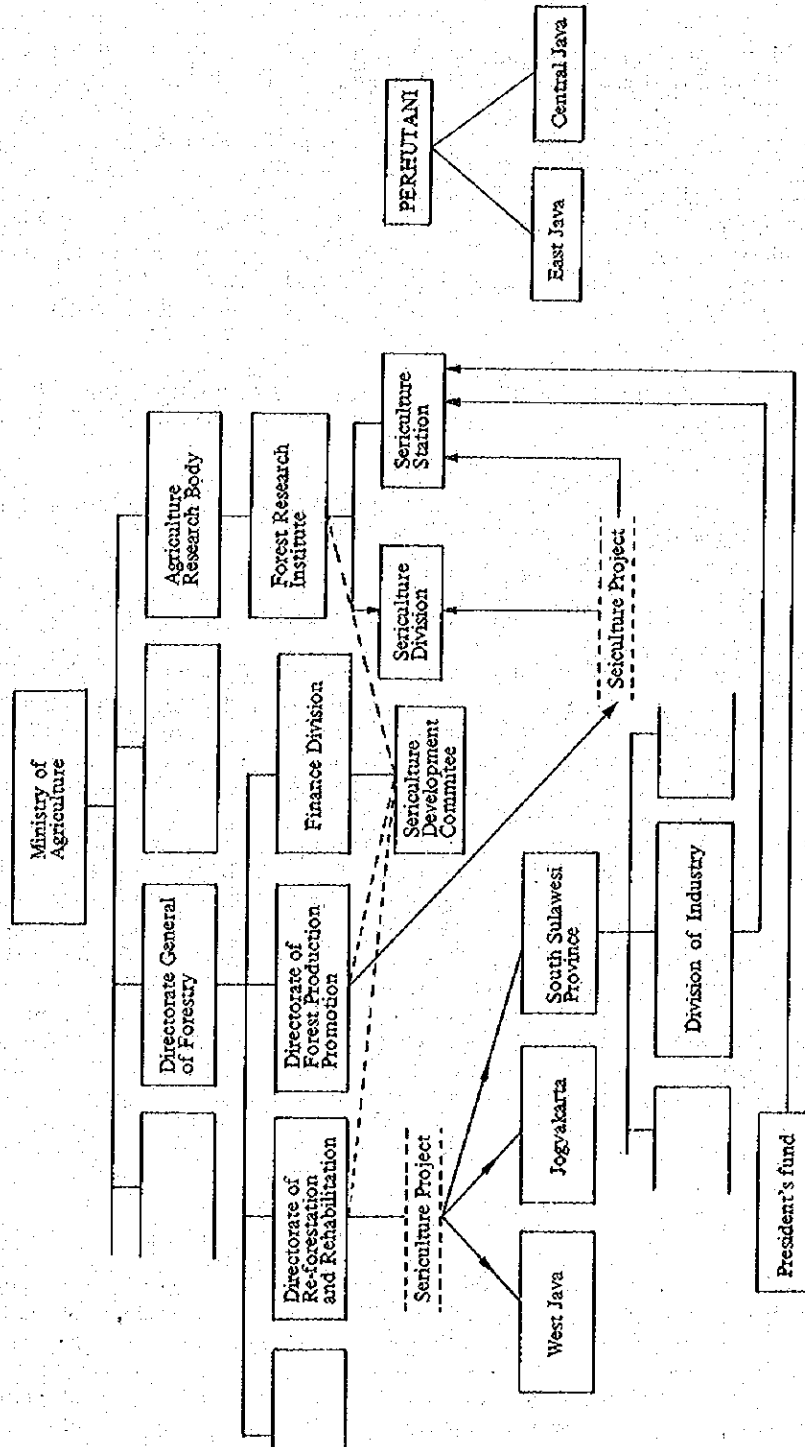 Ministry of
Agriculture
Directorate General
of Forestry
Agriculture
Research Body
Directorate of
Re-forestation
and Rehabilitation
Directorate of
Forest Production
Promotion
Finance Division
Forest Research
Institute
Sericulture Project
Sericulture
Development
Commitee
Sericulture
Division
Sericulture
Station
PERHUTANI
West Java
Jogyakarta
South Sulawesi
Province
Seiculture Project
East Java
Central Java
Division of Industry
President's fund